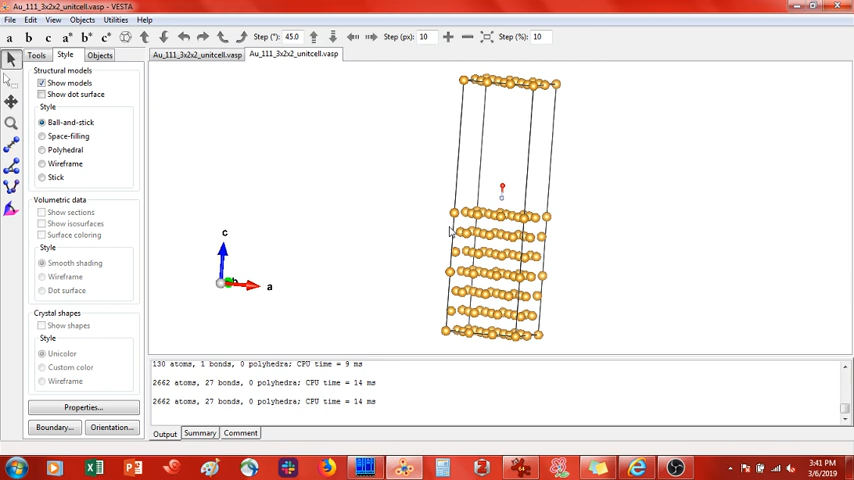 Au_111_3x2x2_unitcell.vasp - VESTA
File Edit View Objects Utilities Help
a b c a* b* c* Step (°): 45.0 Step (px): 10 Step (%): 10
Tools Style Objects
Au_111_3x2x2_unitcell.vasp Au_111_3x2x2_unitcell.vasp
Structural models
Show models
Show dot surface
Style
Ball-and-stick
Space-filling
Polyhedral
Wireframe
Stick
Volumetric data
Show sections
Show isosurfaces
Surface coloring
Style
Smooth shading
Wireframe
Dot surface
Crystal shapes
Show shapes
Unicolor
Custom color
Wireframe
Properties...
Boundary... Orientation...
c
b
a
130 atoms, 1 bonds, 0 polyhedra; CPU time = 9 ms
2662 atoms, 27 bonds, 0 polyhedra; CPU time = 14 ms
2662 atoms, 27 bonds, 0 polyhedra; CPU time = 14 ms
Output Summary Comment
3:41 PM
3/6/2019